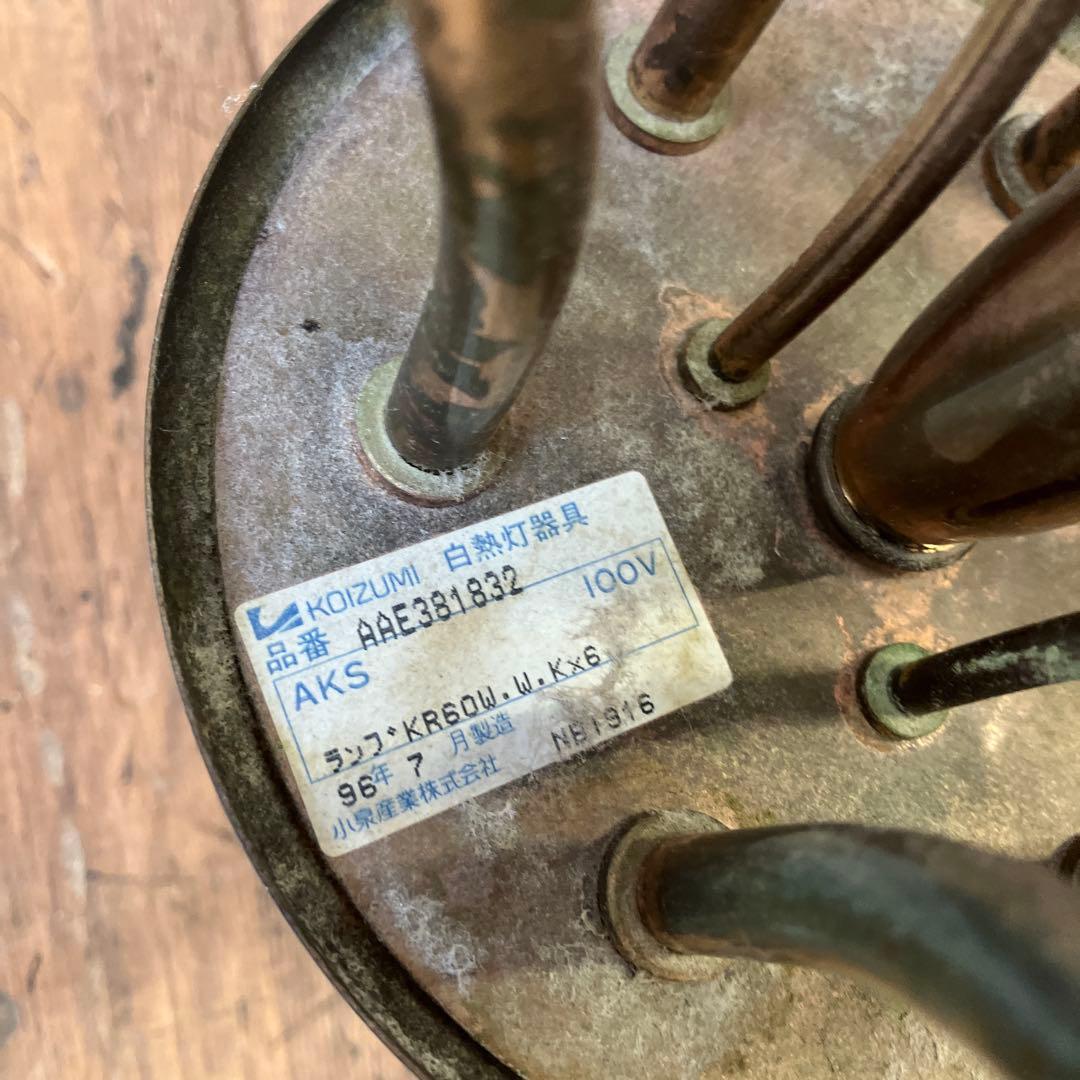 KOIZUMI 白熱灯器具
品番 AAE381832
AKS 100V
ランプ KR60W.W.K×6
96年 7 月製造 NB1916
小泉産業株式会社